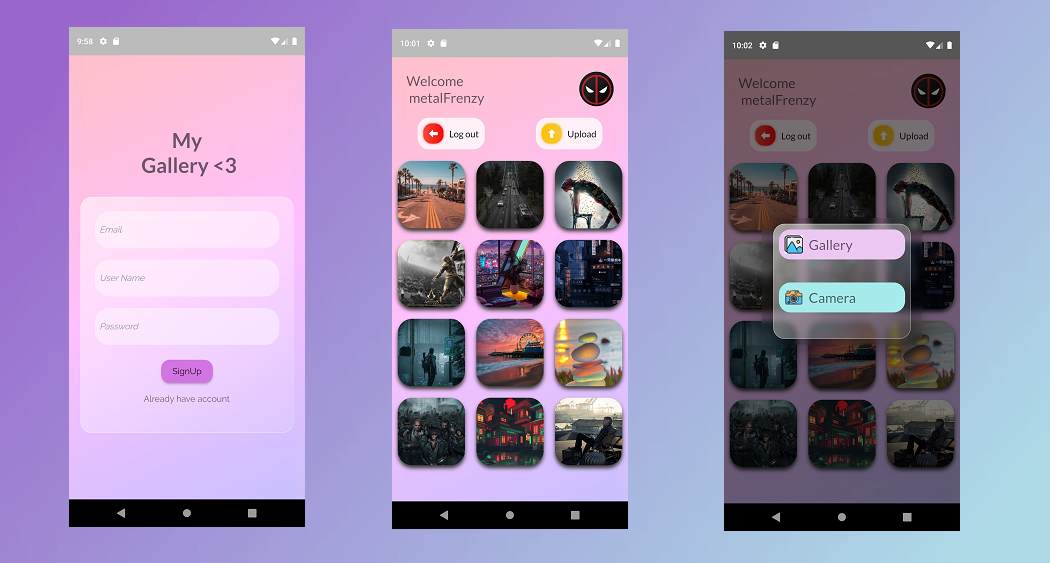 9:58
My
Gallery <3
Email
User Name
Password
SignUp
Already have account
10:01
Welcome
metalFrenzy
Log out
Upload
10:02
Welcome
metalFrenzy
Log out
Upload
Gallery
Camera